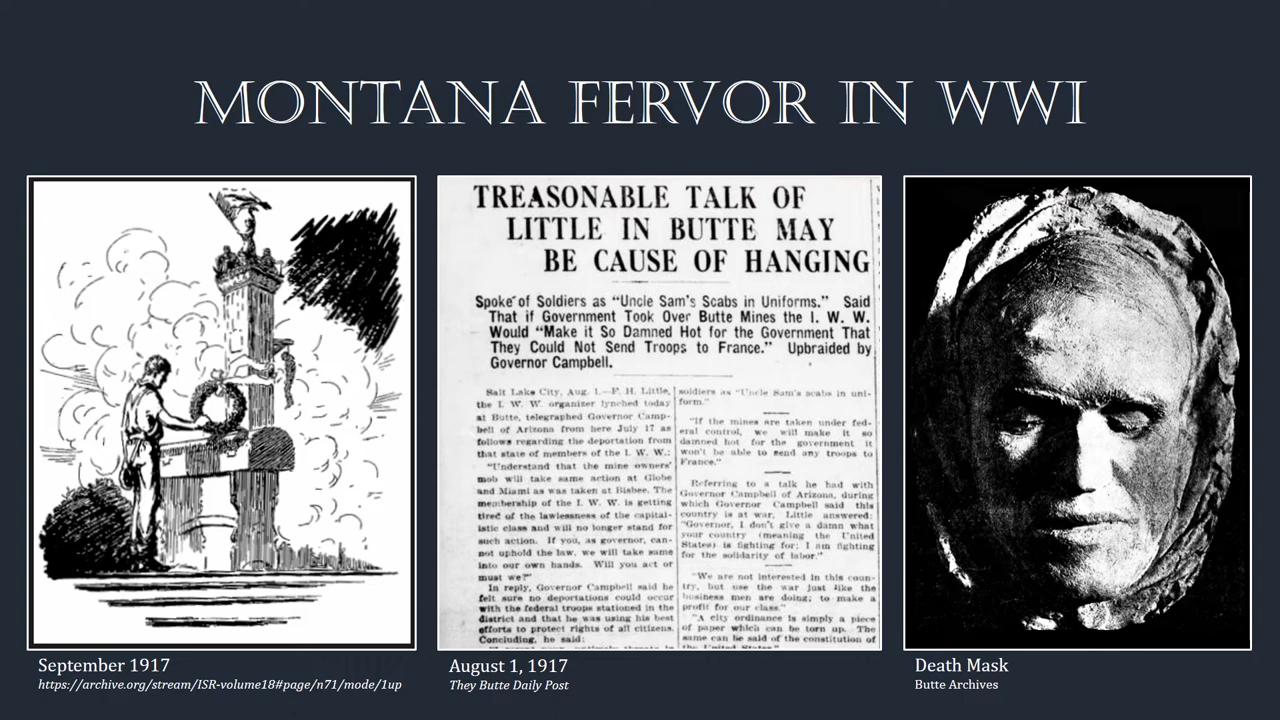 MONTANA FERVOR IN WWI
TREASONABLE TALK OF
LITTLE IN BUTTE MAY
BE CAUSE OF HANGING
Spoke of Soldiers as “Uncle Sam's Scabs in Uniforms.” Said
That if Government Took Over Butte Mines the I. W. W.
Would “Make it So Damned Hot for the Government That
They Could Not Send Troops to France.” Upbraided by
Governor Campbell.
Salt Lake City, Aug. 1.—F. H. Little,
the I. W. W. organizer lynched today
at Butte, telegraphed Governor Camp-
bell of Arizona from here July 17 as
follows regarding the deportation from
that state of members of the I. W. W.:
“Understand that the mine owners'
mob will take same action at Globe
and Miami as was taken at Bisbee. The
membership of the I. W. W. is getting
tired of the lawlessness of the capital-
istic class and will no longer stand for
such action. If you, as governor, can-
not uphold the law, we will take same
into our own hands. Will you act or
must we?”
In reply, Governor Campbell said he
felt sure no deportations could occur
with the federal troops stationed in the
district and that he was using his best
efforts to protect rights of all citizens.
Concluding, he said:
soldiers as “Uncle Sam's scabs in uni-
form.”
“If the mines are taken under fed-
eral control, we will make it so
damned hot for the government it
won't be able to send any troops to
France.”
Referring to a talk he had with
Governor Campbell of Arizona, during
which Governor Campbell said this
country is at war, Little answered:
“Governor, I don't give a damn what
your country (meaning the United
States) is fighting for; I am fighting
for the solidarity of labor.”
“We are not interested in this coun-
try, but use the war just like the
business men are doing; to make a
profit for our class.”
“A city ordinance is simply a piece
of paper which can be torn up. The
same can be said of the constitution of
the United States.”
September 1917
https://archive.org/stream/ISR-volume18#page/n71/mode/1up
August 1, 1917
They Butte Daily Post
Death Mask
Butte Archives